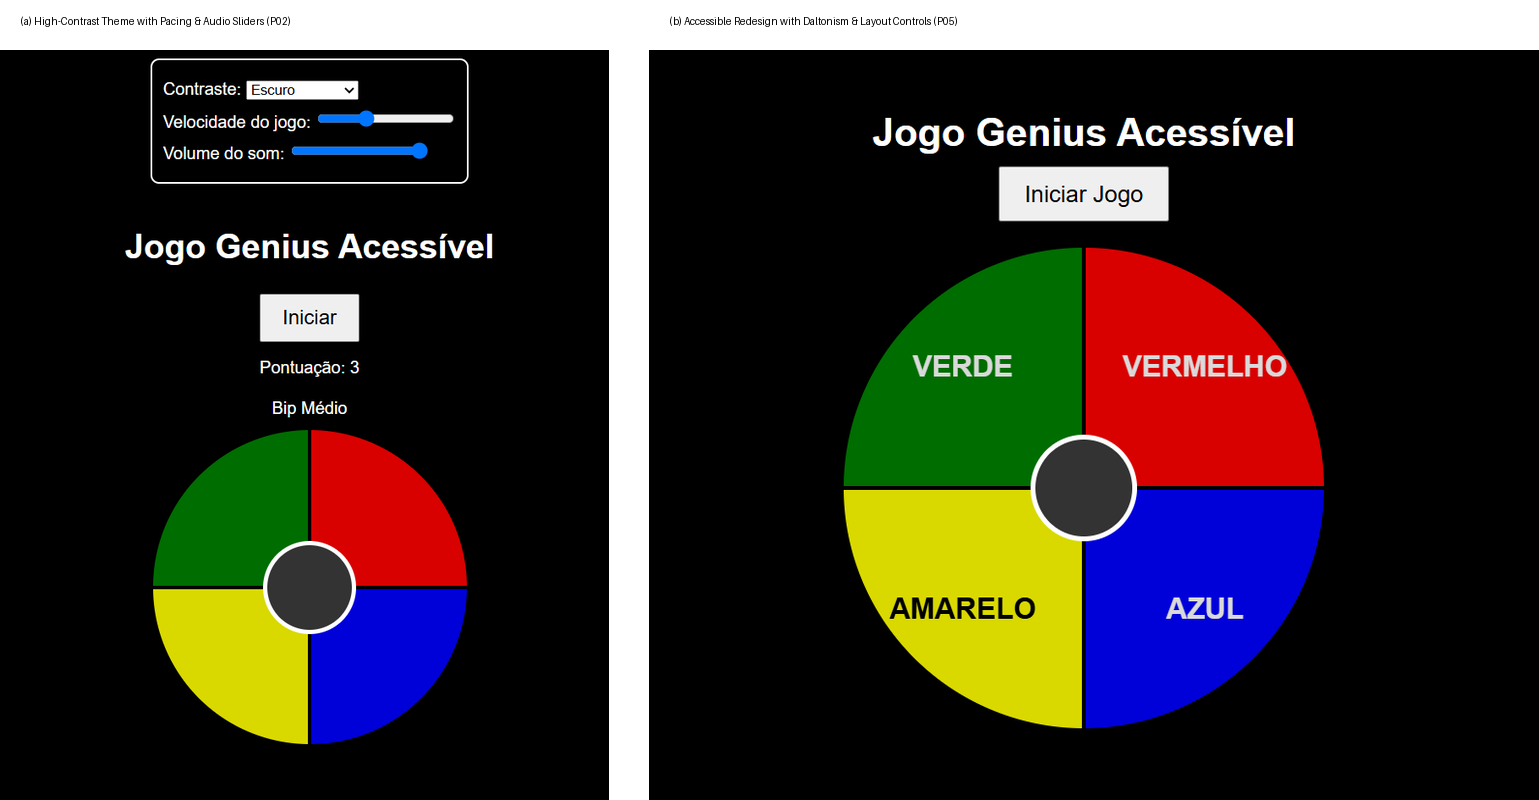 (a) High-Contrast Theme with Pacing & Audio Sliders (P02)
Contraste: Escuro
Velocidade do jogo:
Volume do som:
Jogo Genius Acessível
Iniciar
Pontuação: 3
Bip Médio
(b) Accessible Redesign with Daltonism & Layout Controls (P05)
Jogo Genius Acessível
Iniciar Jogo
VERDE
VERMELHO
AMARELO
AZUL